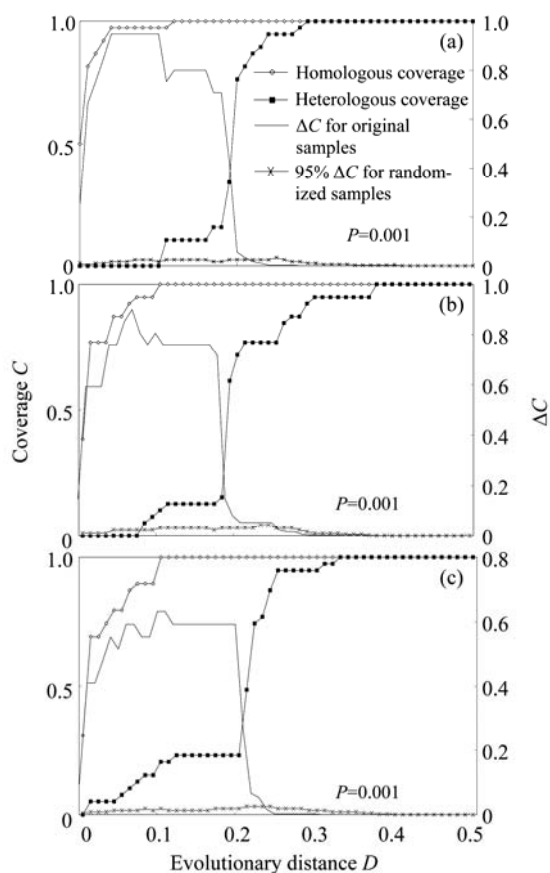 1.0
1.0
(a)
Homologous coverage
Heterologous coverage
ΔC for original
samples
95% ΔC for random-
ized samples
0.8
0.6
0.5
0.4
0.2
P=0.001
0
0
1.0
1.0
(b)
0.8
0.6
0.5
0.4
0.2
P=0.001
0
0
Coverage C
ΔC
1.0
0.8
(c)
0.6
0.5
0.4
0.2
P=0.001
0
0
0
0.1
0.2
0.3
0.4
0.5
Evolutionary distance D